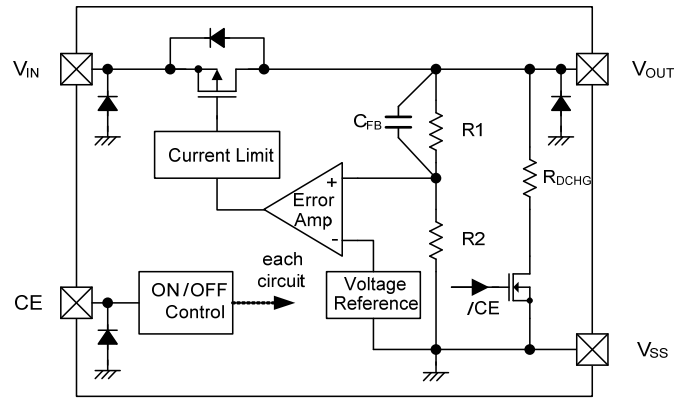 VIN
VOUT
CFB
R1
Current Limit
RDCHG
+
Error
Amp
-
R2
each
circuit
Voltage
Reference
CE
ON/OFF
Control
/CE
VSS